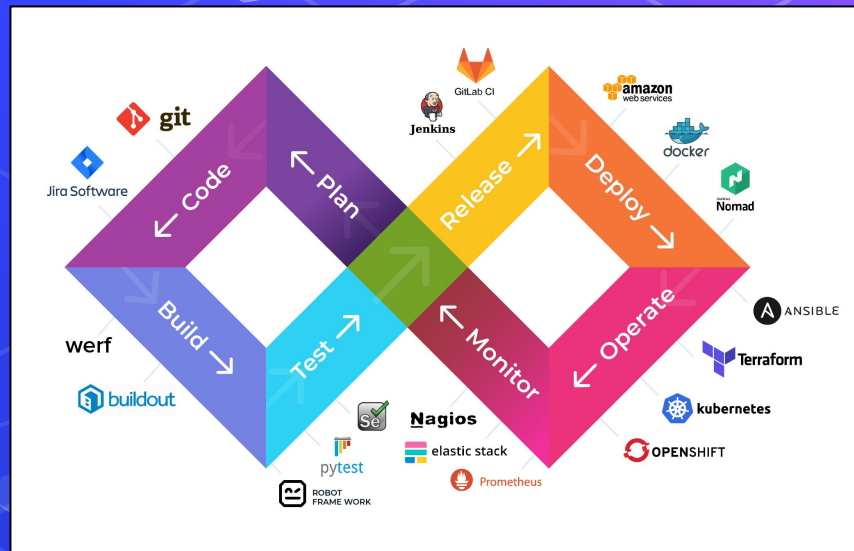 GitLab CI
Jenkins
git
Jira Software
amazon
web services
docker
HashiCorp
Nomad
← Code
← Plan
Release →
Deploy →
Build →
Test →
← Monitor
← Operate
werf
buildout
Se
pytest
ROBOT
FRAME WORK
Nagios
elastic stack
Prometheus
A ANSIBLE
Terraform
kubernetes
OPENSHIFT